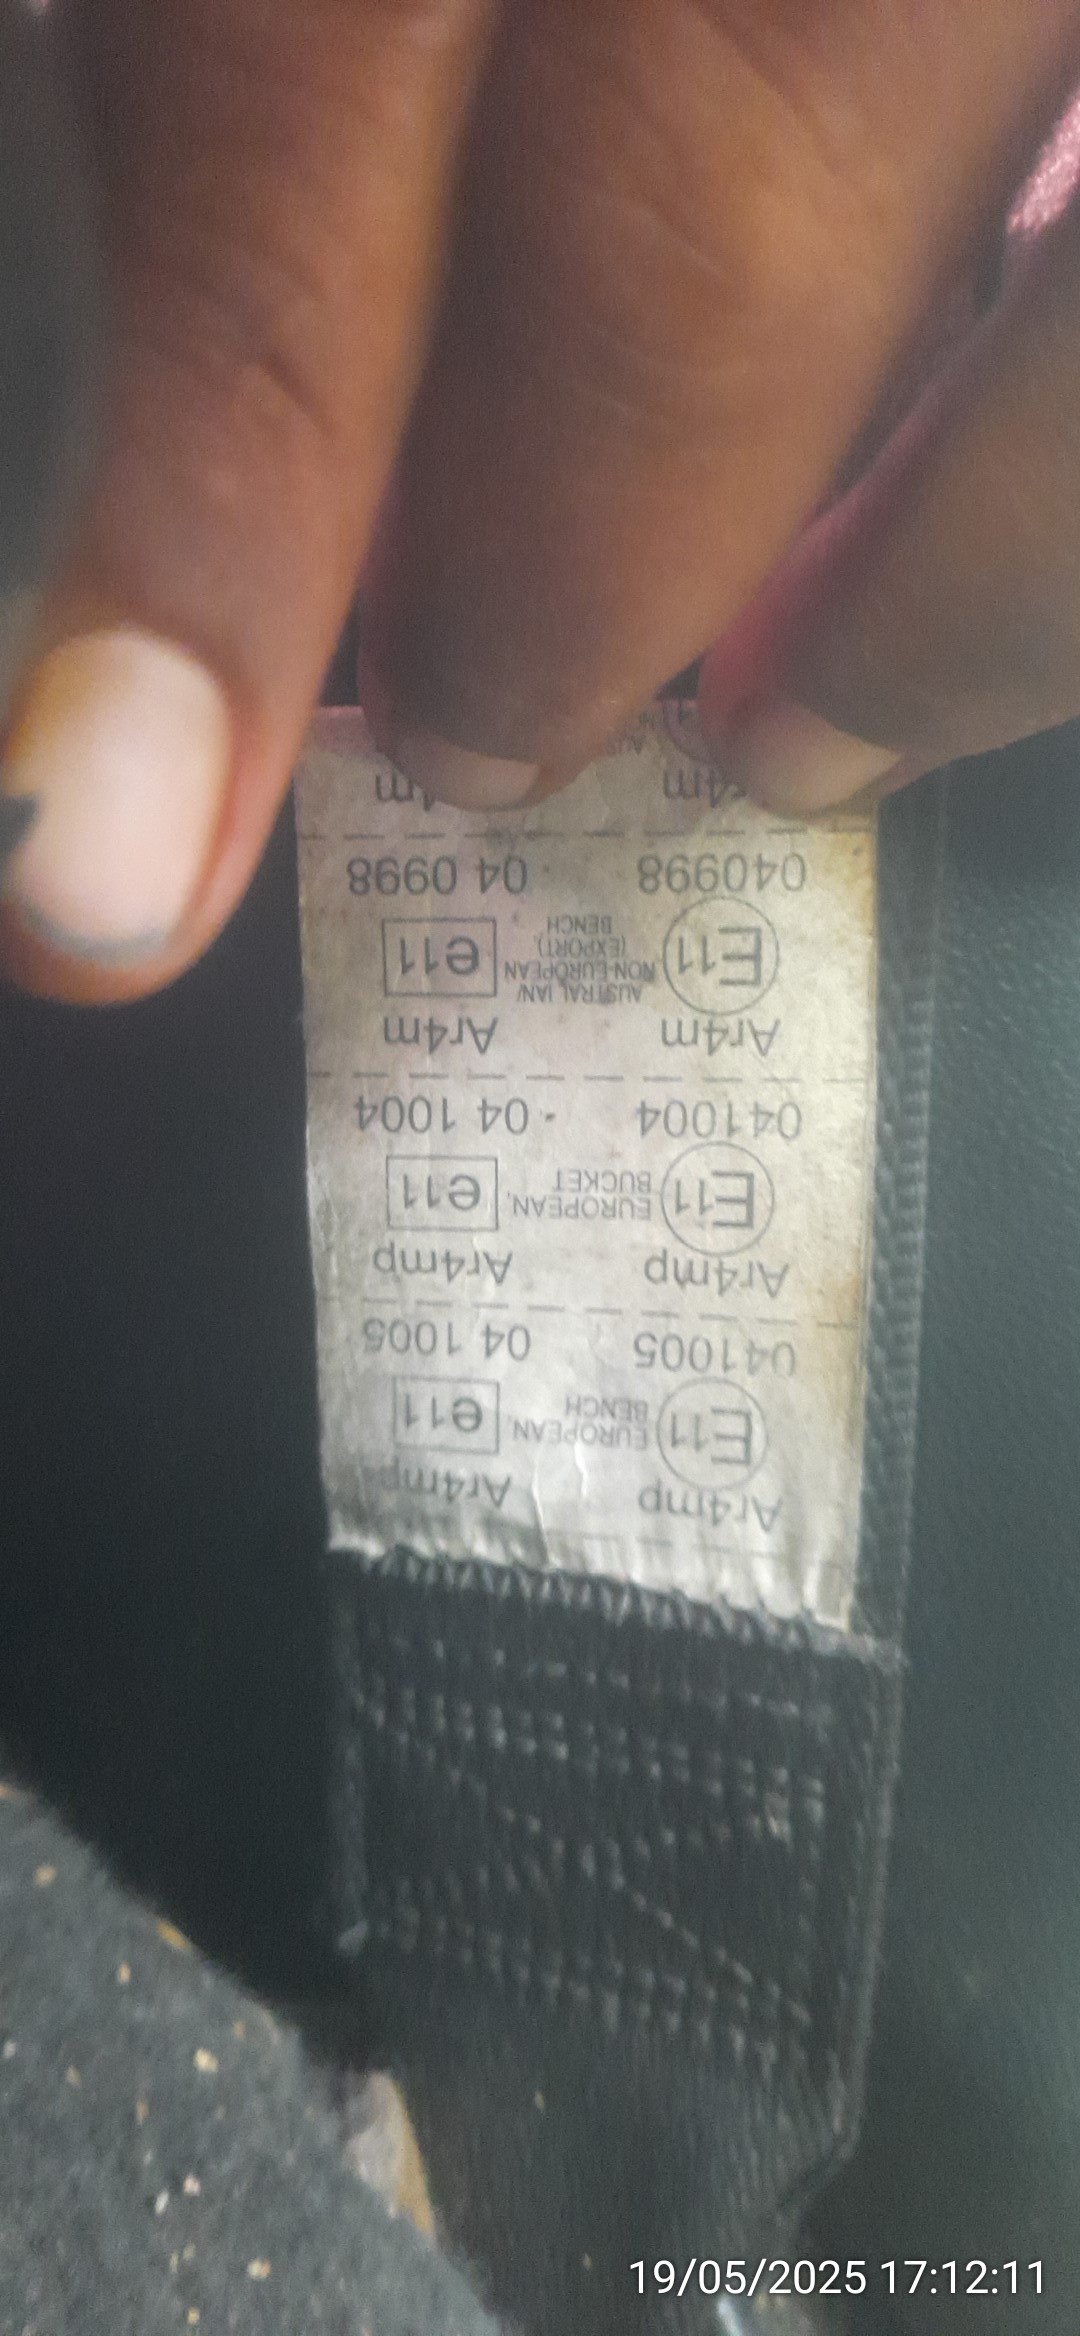 Ar4mp Ar4mp
E11 EUROPEAN, e11
BENCH
041005 04 1005
Ar4mp Ar4mp
E11 EUROPEAN, e11
BUCKET
041004 · 04 1004
Ar4m Ar4m
AUSTRALIAN/
E11 NON-EUROPEAN e11
(EXPORT),
BENCH
040998 · 04 0998
19/05/2025 17:12:11